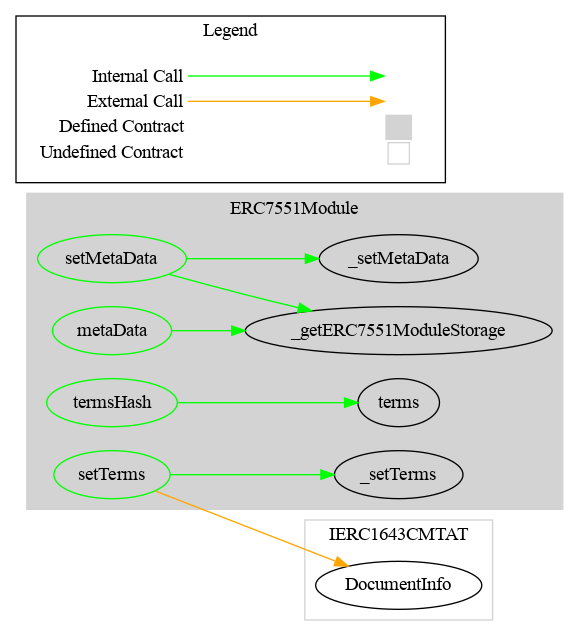 Legend
Internal Call
External Call
Defined Contract
Undefined Contract
ERC7551Module
setMetaData
_setMetaData
metaData
_getERC7551ModuleStorage
termsHash
terms
setTerms
_setTerms
IERC1643CMTAT
DocumentInfo